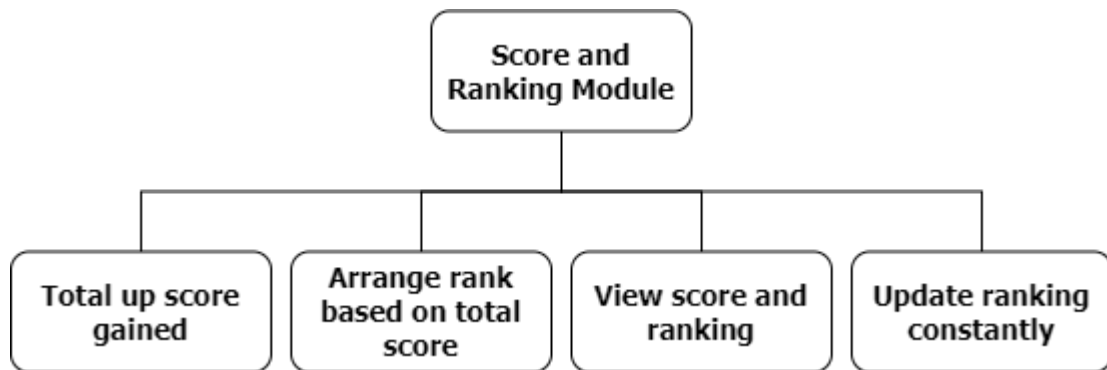 Score and
Ranking Module
Total up score
gained
Arrange rank
based on total
score
View score and
ranking
Update ranking
constantly